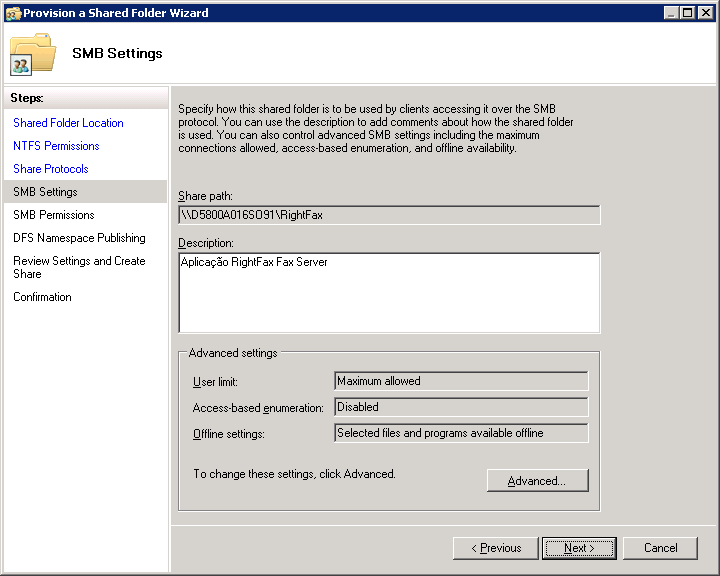 Provision a Shared Folder Wizard
SMB Settings
Steps:
Shared Folder Location
NTFS Permissions
Share Protocols
SMB Settings
SMB Permissions
DFS Namespace Publishing
Review Settings and Create
Share
Confirmation
Specify how this shared folder is to be used by clients accessing it over the SMB
protocol. You can use the description to add comments about how the shared folder
is used. You can also control advanced SMB settings including the maximum
connections allowed, access-based enumeration, and offline availability.
Share path:
\\D5800A016SO91\RightFax
Description:
Aplicação RightFax Fax Server
Advanced settings
User limit: Maximum allowed
Access-based enumeration: Disabled
Offline settings: Selected files and programs available offline
To change these settings, click Advanced.
Advanced...
< Previous Next > Cancel